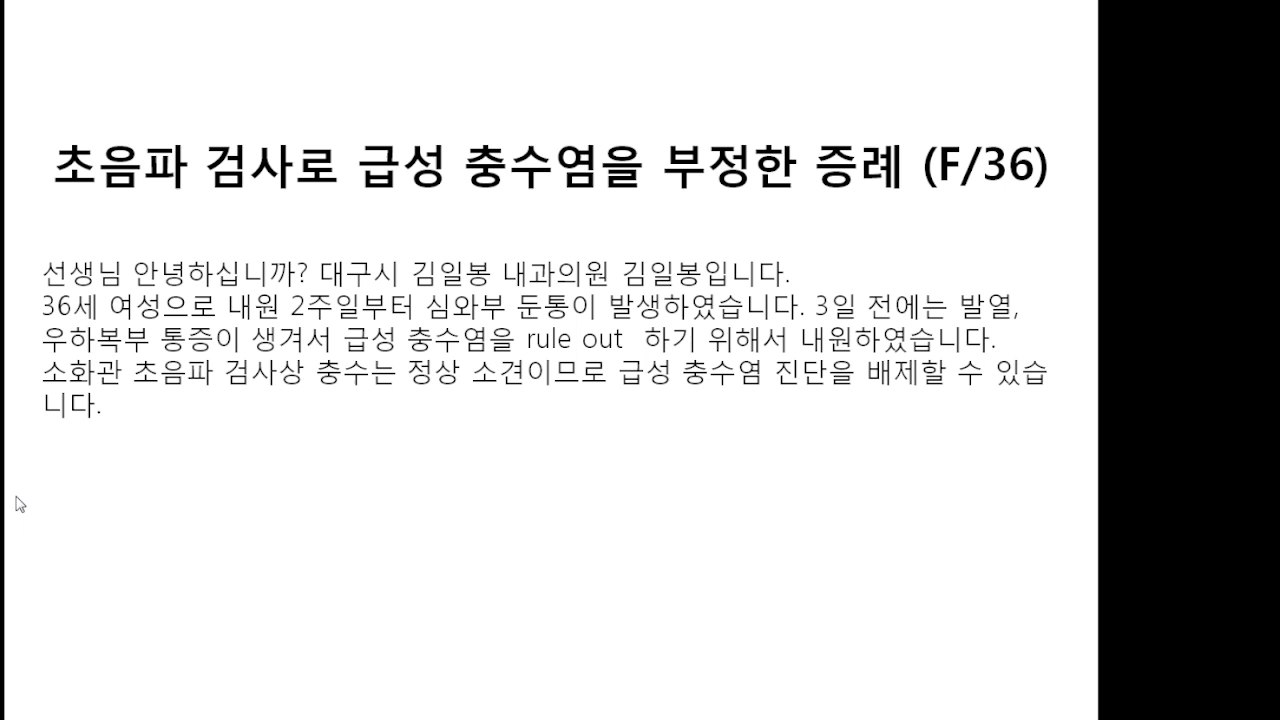 초음파 검사로 급성 충수염을 부정한 증례 (F/36)
선생님 안녕하십니까? 대구시 김일봉 내과의원 김일봉입니다.
36세 여성으로 내원 2주일부터 심와부 둔통이 발생하였습니다. 3일 전에는 발열,
우하복부 통증이 생겨서 급성 충수염을 rule out 하기 위해서 내원하였습니다.
소화관 초음파 검사상 충수는 정상 소견이므로 급성 충수염 진단을 배제할 수 있습
니다.